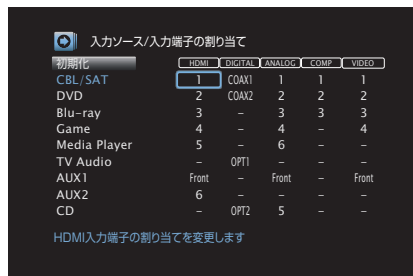 入力ソース/入力端子の割り当て
初期化 HDMI DIGITAL ANALOG COMP VIDEO
CBL/SAT 1 COAX1 1 1 1
DVD 2 COAX2 2 2 2
Blu-ray 3 – 3 3 3
Game 4 – 4 – 4
Media Player 5 – 6 – –
TV Audio – OPT1 – – –
AUX1 Front – Front – Front
AUX2 6 – – – –
CD – OPT2 5 – –
HDMI入力端子の割り当てを変更します